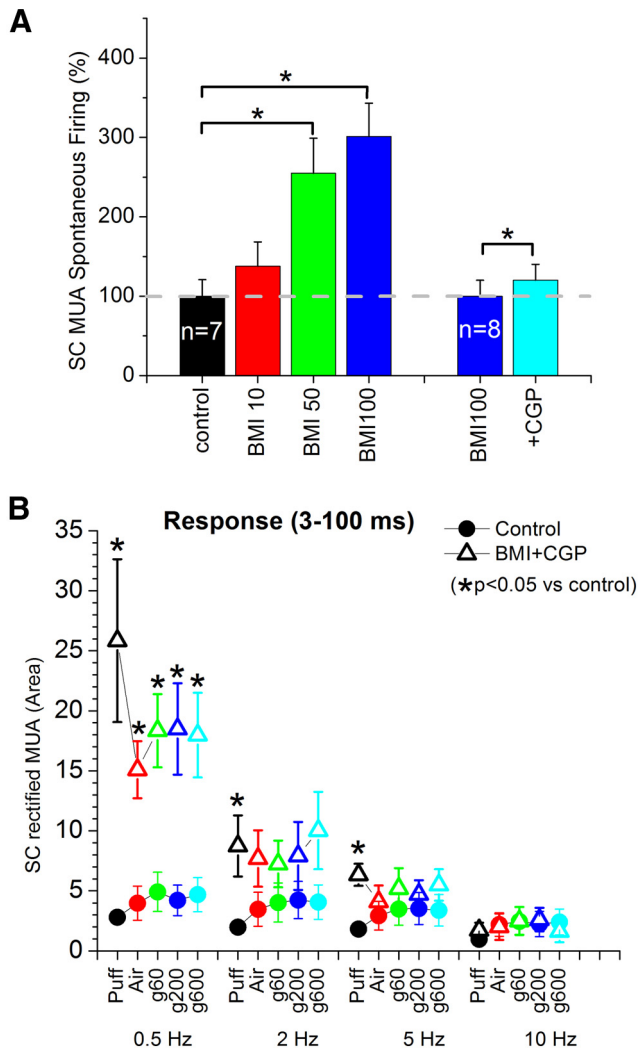 A
SC MUA Spontaneous Firing (%)
400
300
200
100
0
*
*
*
n=7
n=8
control
BMI 10
BMI 50
BMI100
BMI100
+CGP
B
Response (3-100 ms)
Control
BMI+CGP
(*p<0.05 vs control)
SC rectified MUA (Area)
35
30
25
20
15
10
5
0
*
*
*
*
*
*
*
Puff
Air
g60
g200
g600
Puff
Air
g60
g200
g600
Puff
Air
g60
g200
g600
Puff
Air
g60
g200
g600
0.5 Hz
2 Hz
5 Hz
10 Hz